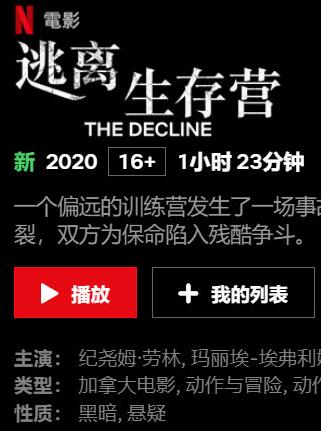 N 電影
逃离
生存营
THE DECLINE
新 2020 16+ 1小时 23分钟
一个偏远的训练营发生了一场事故
裂，双方为保命陷入残酷争斗。
播放 我的列表
主演： 纪尧姆·劳林, 玛丽埃-埃弗利
类型： 加拿大电影, 动作与冒险, 动作
性质： 黑暗, 悬疑